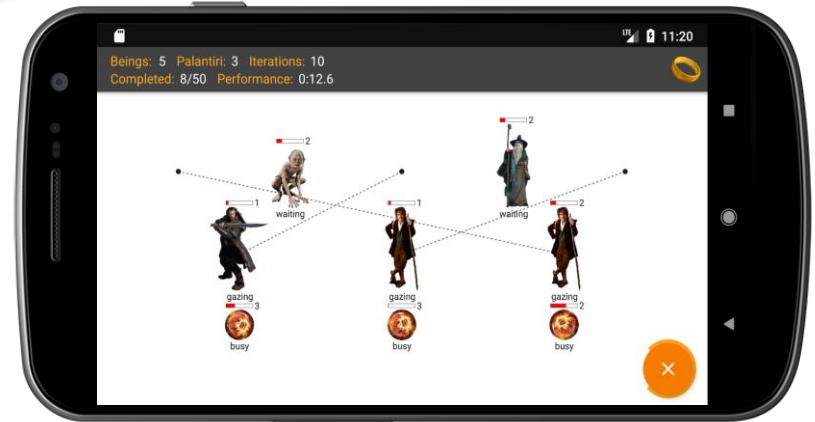 LTE 11:20
Beings: 5 Palantiri: 3 Iterations: 10
Completed: 8/50 Performance: 0:12.6
2
2
waiting
waiting
1
1
2
gazing
gazing
gazing
3
3
2
busy
busy
busy